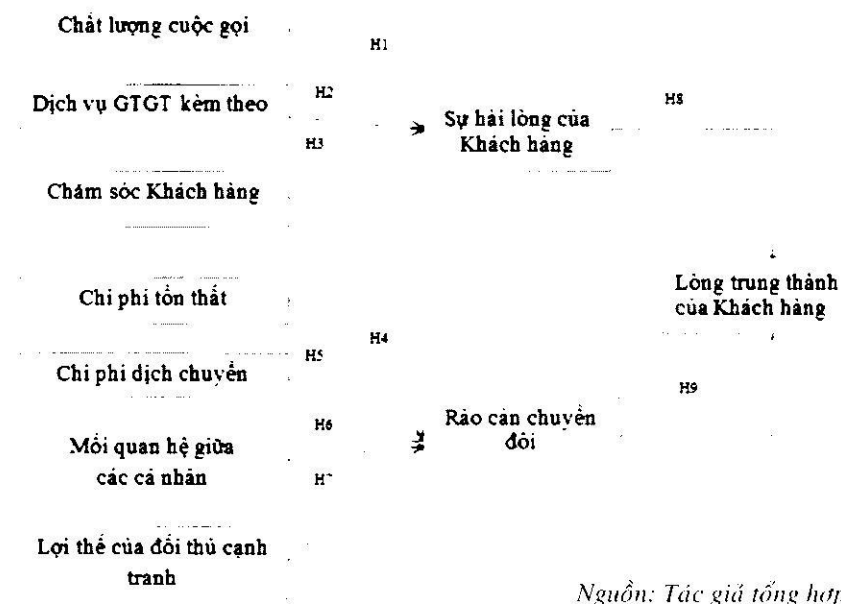 Chất lượng cuộc gọi
H1
Dịch vụ GTGT kèm theo
H2
H3
Sự hài lòng của
Khách hàng
H8
Chăm sóc Khách hàng
Chi phí tổn thất
Lòng trung thành
của Khách hàng
H4
H5
Chi phí dịch chuyển
H9
Mối quan hệ giữa
các cá nhân
H6
Rào cản chuyển
đổi
Lợi thế của đối thủ cạnh
tranh
Nguồn: Tác giả tổng hợp